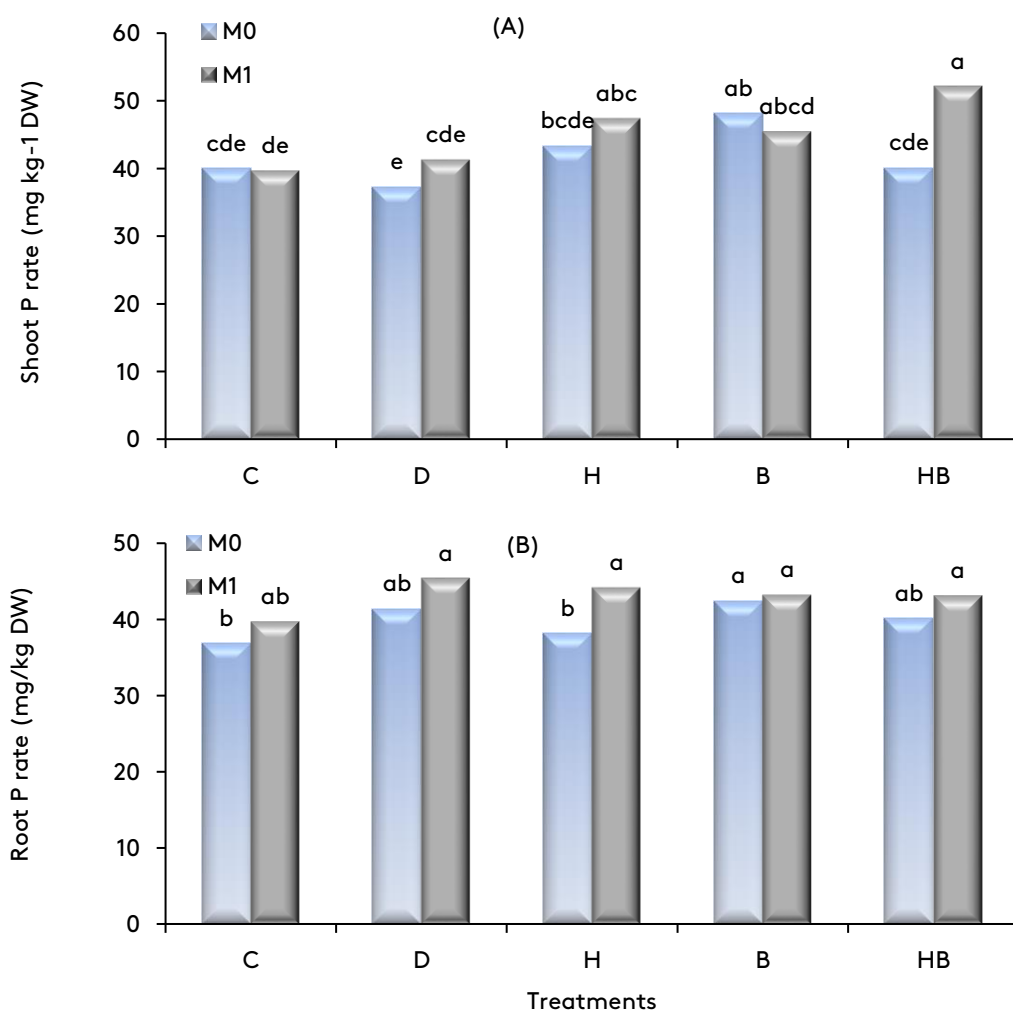 (A)
M0
M1
Shoot P rate (mg kg-1 DW)
60
50
40
30
20
10
0
cde de e cde bcde abc ab abcd cde a
C D H B HB
(B)
M0
M1
Root P rate (mg/kg DW)
50
40
30
20
10
0
b ab ab a b a a a ab a
C D H B HB
Treatments